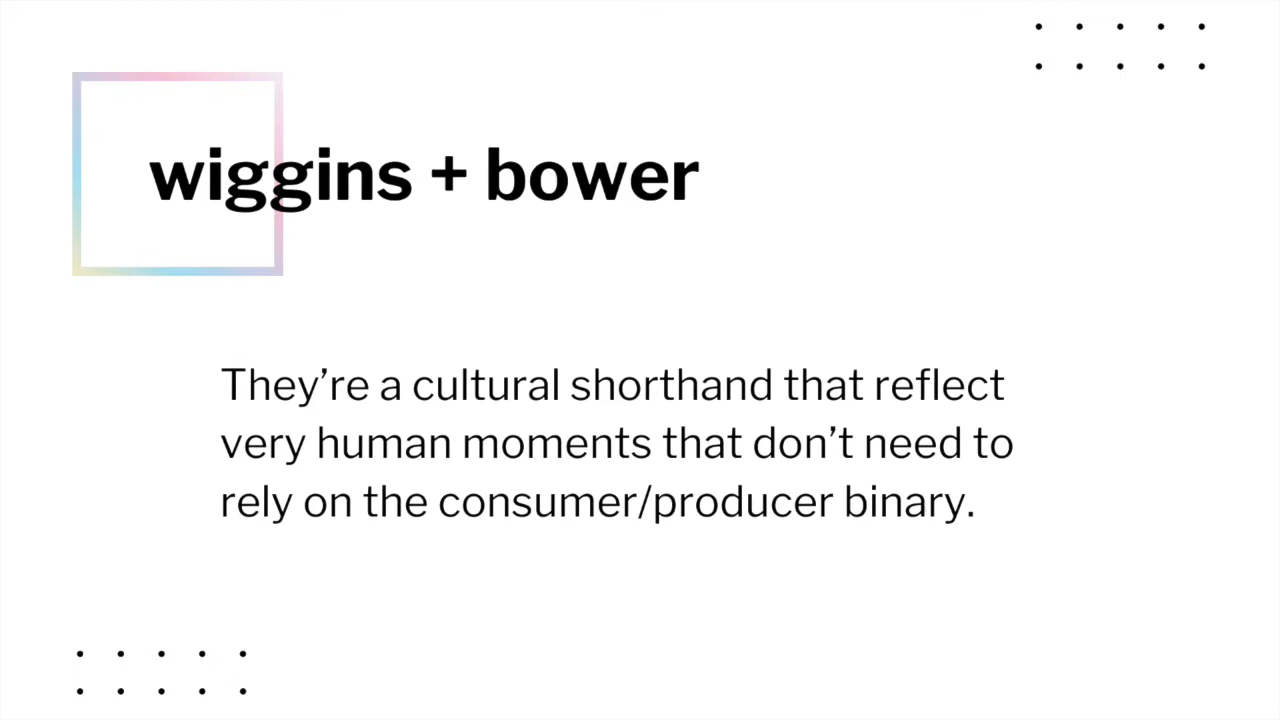 wiggins + bower
They’re a cultural shorthand that reflect
very human moments that don’t need to
rely on the consumer/producer binary.